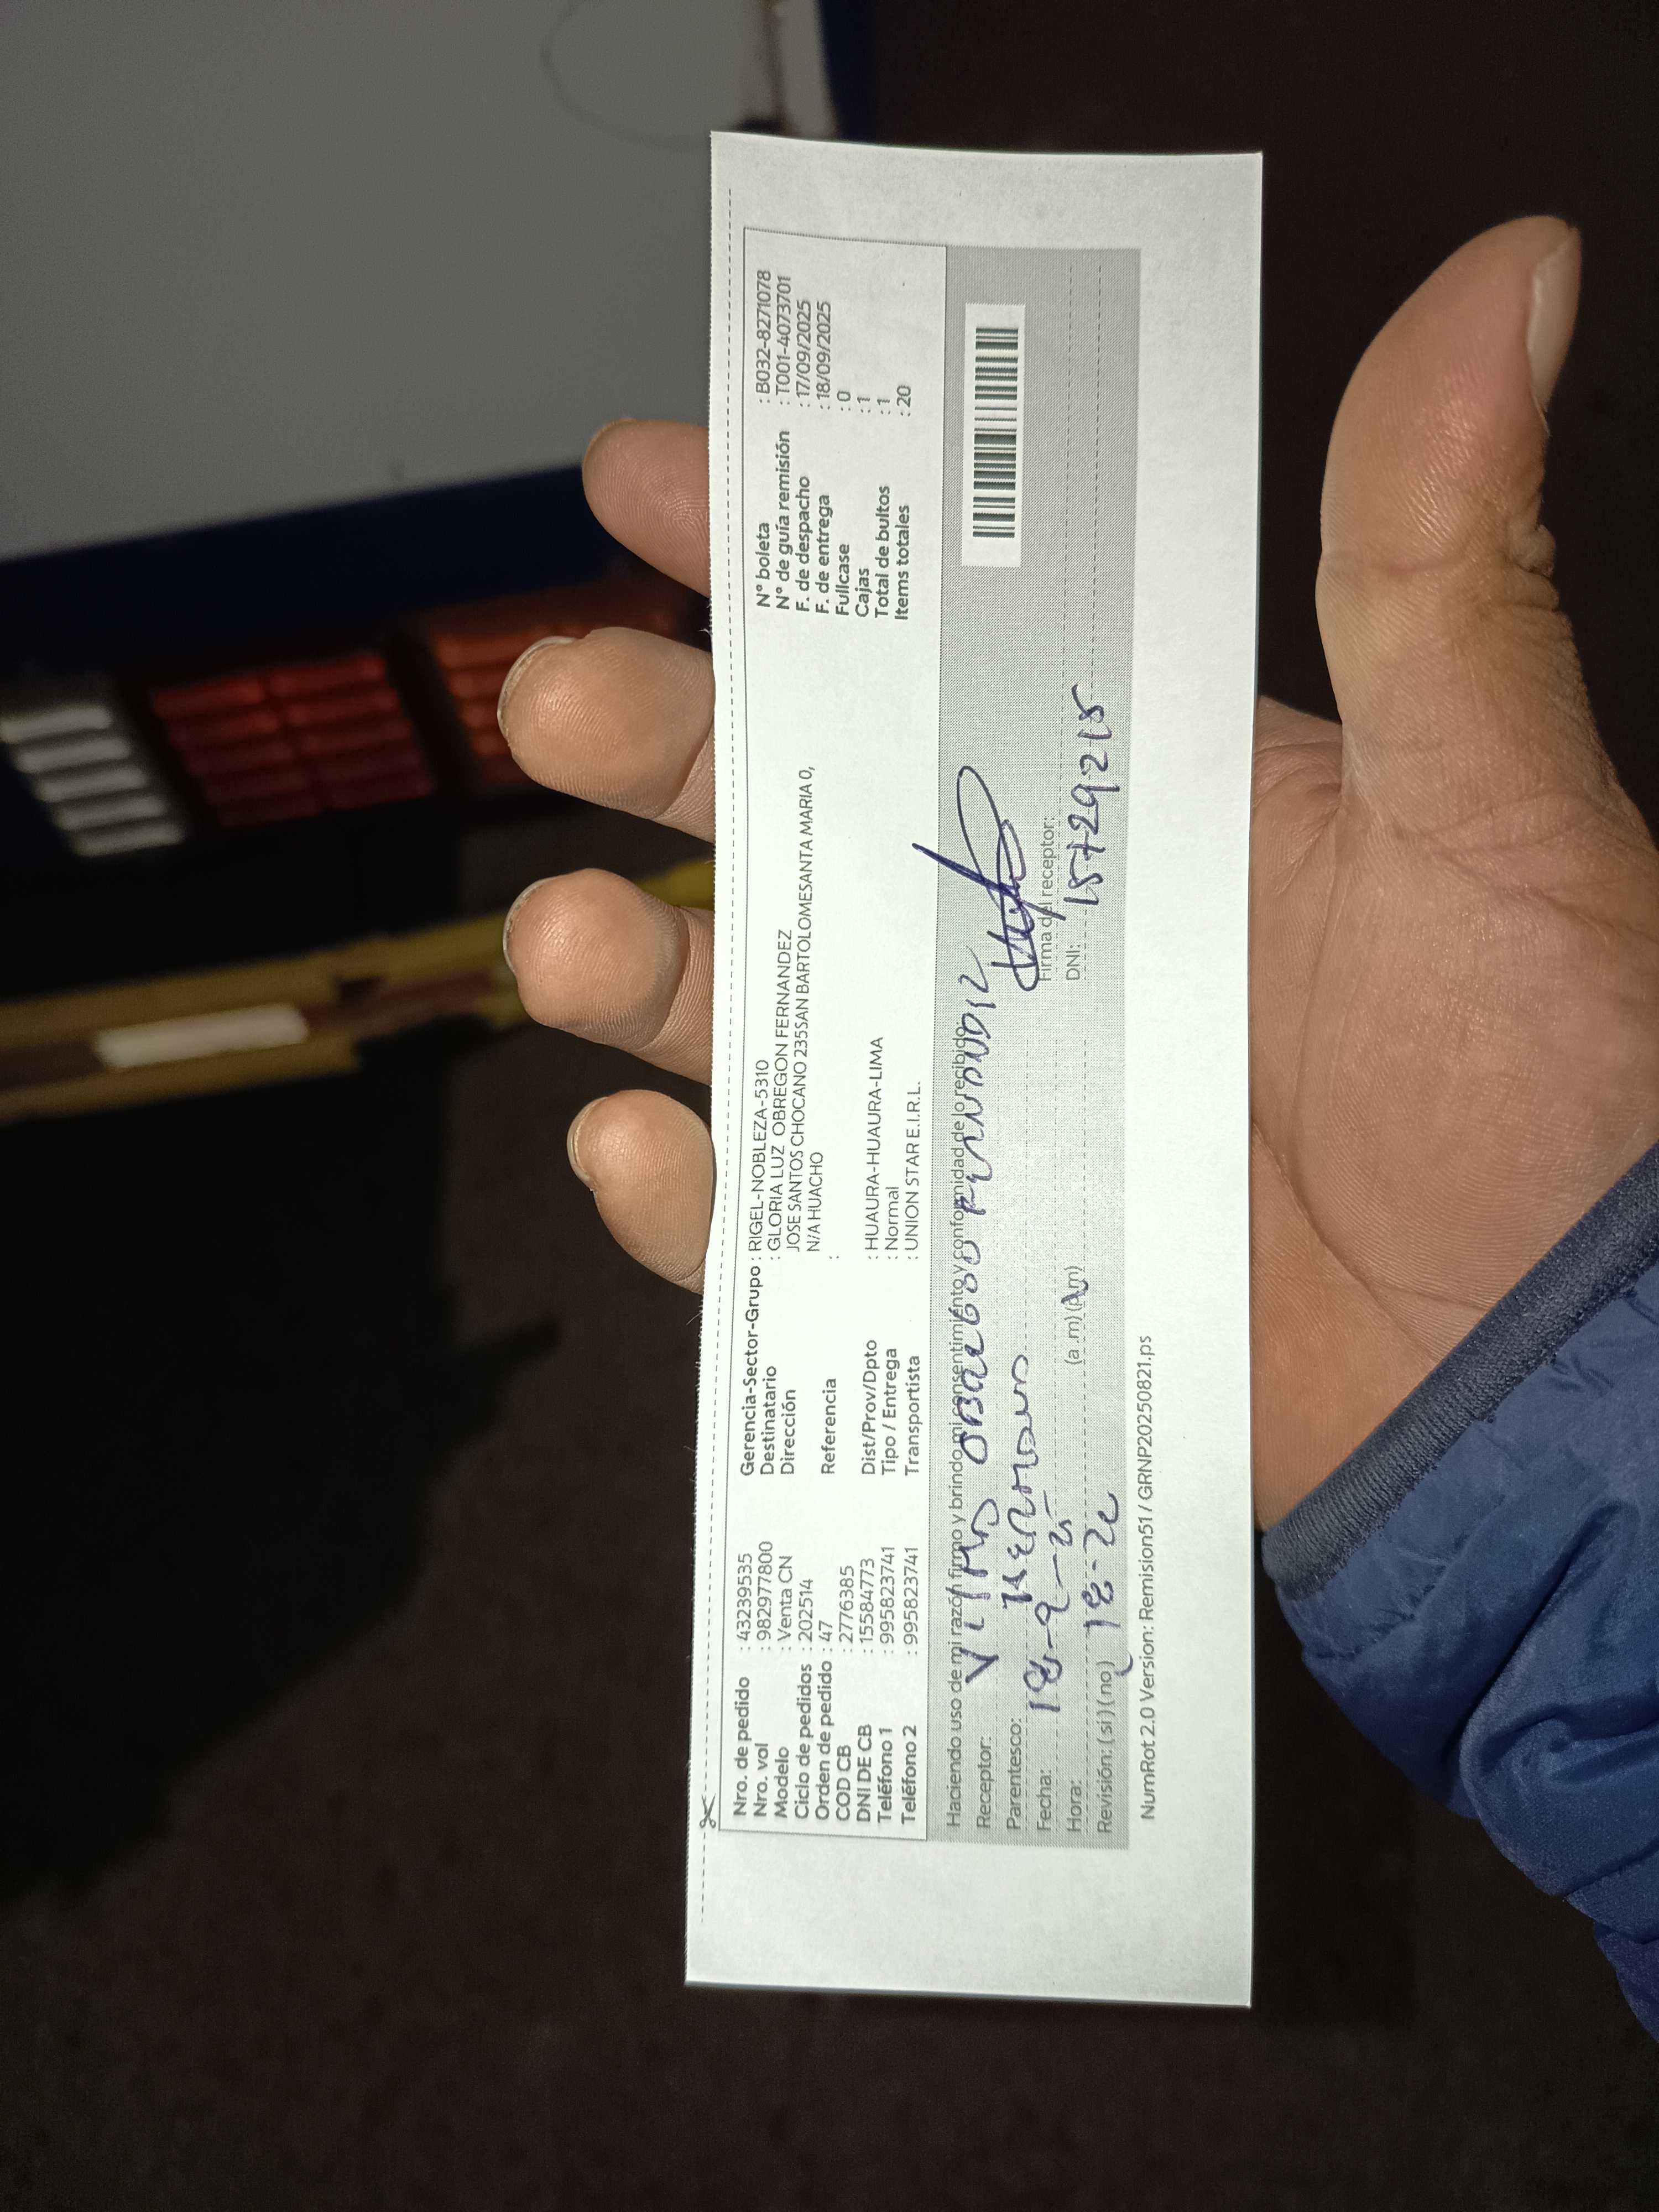 Nro. de pedido : 43239535
Nro. vol : 982977800
Modelo : Venta CN
Ciclo de pedidos : 202514
Orden de pedido : 47
COD CB : 2776385
DNI DE CB : 155844773
Teléfono 1 : 995823741
Teléfono 2 : 995823741
Gerencia-Sector-Grupo : RIGEL-NOBLEZA-5310
Destinatario : GLORIA LUZ OBREGON FERNANDEZ
Dirección JOSE SANTOS CHOCANO 235SAN BARTOLOMESANTA MARIA 0,
N/A HUACHO
Referencia :
Dist/Prov/Dpto : HUAURA-HUAURA-LIMA
Tipo / Entrega : Normal
Transportista : UNION STAR E.I.R.L.
N° boleta : B032-8271078
N° de guía remisión : T001-4073701
F. de despacho : 17/09/2025
F. de entrega : 18/09/2025
Fullcase : 0
Cajas : 1
Total de bultos : 1
Items totales : 20
Haciendo uso de mi razón firmo y brindo mi consentimiento y conformidad de lo recibido:
Receptor:
Parentesco:
Fecha: 18-9-25
Hora: (a.m)
Revisión: (si) (no)
Firma del receptor:
DNI: 15729215
NumRot 2.0 Version: Remision51 / GRNP20250821.ps